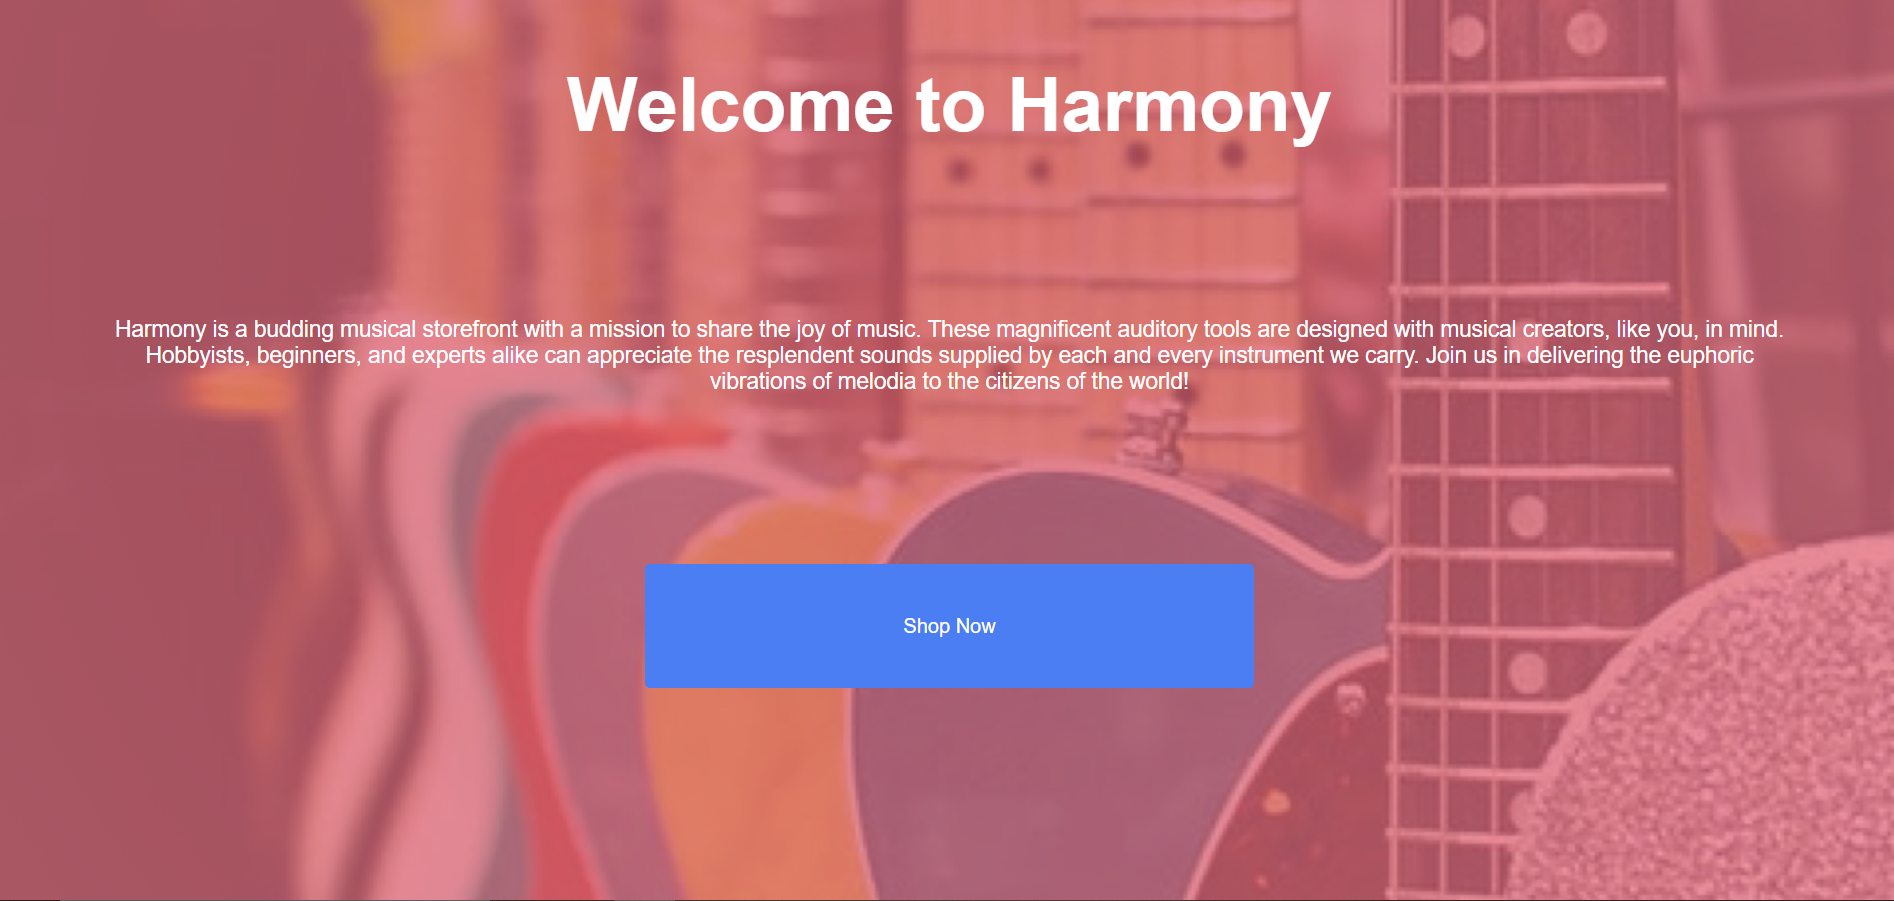 Welcome to Harmony
Harmony is a budding musical storefront with a mission to share the joy of music. These magnificent auditory tools are designed with musical creators, like you, in mind.
Hobbyists, beginners, and experts alike can appreciate the resplendent sounds supplied by each and every instrument we carry. Join us in delivering the euphoric
vibrations of melodia to the citizens of the world!
Shop Now